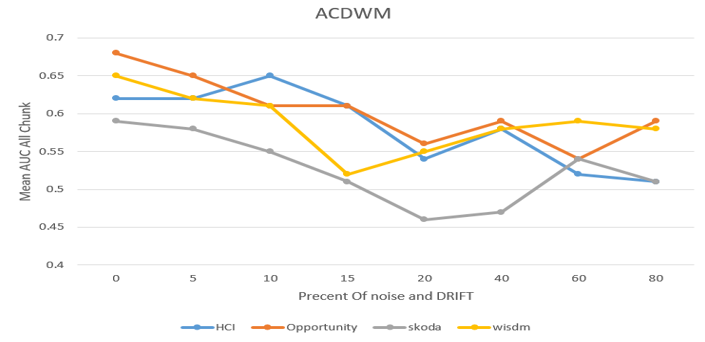 ACDWM
0.7
0.65
0.6
0.55
0.5
0.45
0.4
Mean AUC All Chunk
0 5 10 15 20 40 60 80
Precent Of noise and DRIFT
HCI Opportunity skoda wisdm